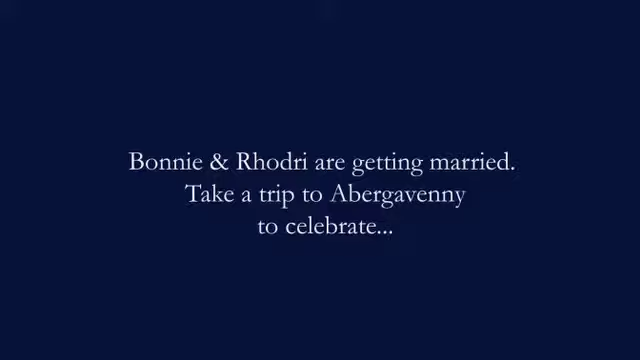 Bonnie & Rhodri are getting married.
Take a trip to Abergavenny
to celebrate...